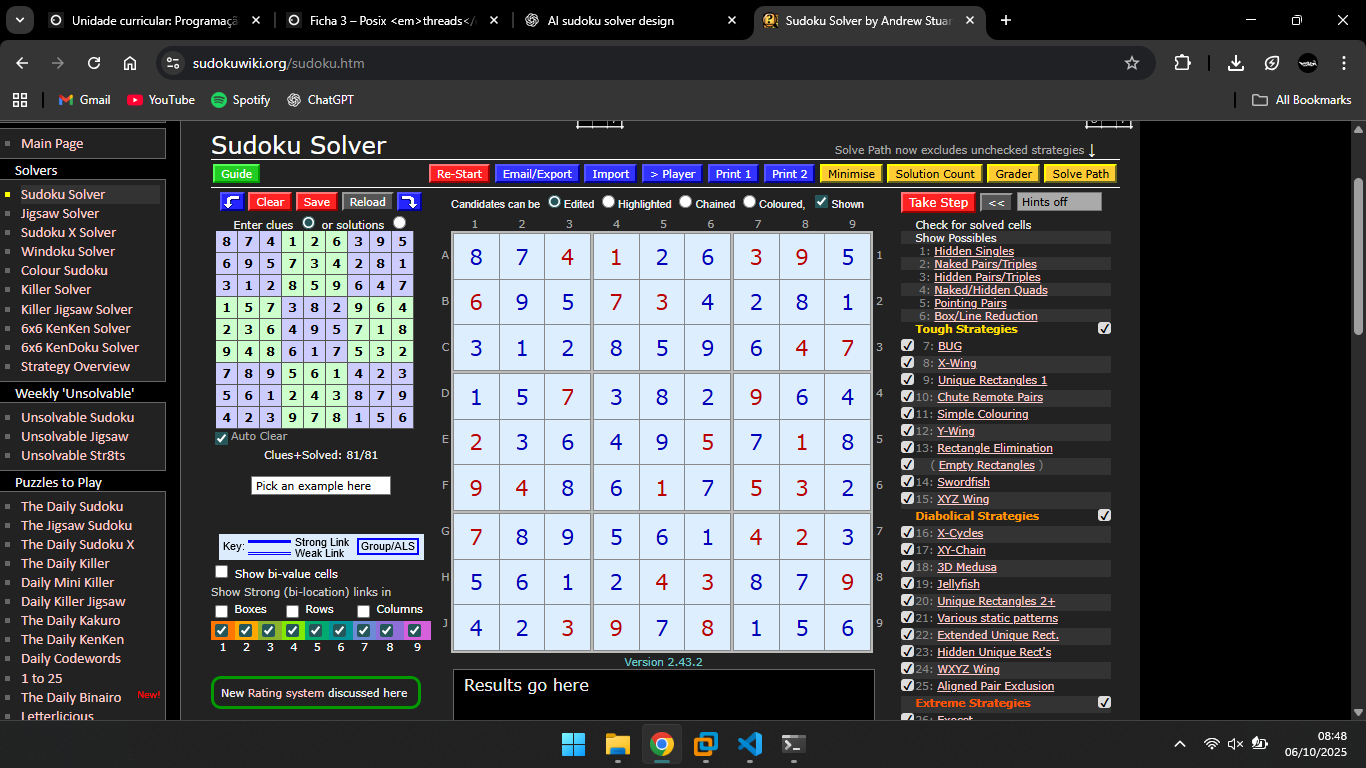 Unidade curricular: Programaçã
Ficha 3 – Posix <em>threads</
AI sudoku solver design
Sudoku Solver by Andrew Stuar
sudokuwiki.org/sudoku.htm
Gmail YouTube Spotify ChatGPT All Bookmarks
Main Page
Solvers
Sudoku Solver
Jigsaw Solver
Sudoku X Solver
Windoku Solver
Colour Sudoku
Killer Solver
Killer Jigsaw Solver
6x6 KenKen Solver
6x6 KenDoku Solver
Strategy Overview
Weekly 'Unsolvable'
Unsolvable Sudoku
Unsolvable Jigsaw
Unsolvable Str8ts
Puzzles to Play
The Daily Sudoku
The Jigsaw Sudoku
The Daily Sudoku X
The Daily Killer
Daily Mini Killer
Daily Killer Jigsaw
The Daily Kakuro
The Daily KenKen
Daily Codewords
1 to 25
The Daily Binairo New!
Letterlicious
Sudoku Solver
Solve Path now excludes unchecked strategies ↓
Guide Re-Start Email/Export Import > Player Print 1 Print 2 Minimise Solution Count Grader Solve Path
Clear Save Reload
Enter clues or solutions
8 7 4 1 2 6 3 9 5
6 9 5 7 3 4 2 8 1
3 1 2 8 5 9 6 4 7
1 5 7 3 8 2 9 6 4
2 3 6 4 9 5 7 1 8
9 4 8 6 1 7 5 3 2
7 8 9 5 6 1 4 2 3
5 6 1 2 4 3 8 7 9
4 2 3 9 7 8 1 5 6
Auto Clear
Clues+Solved: 81/81
Pick an example here
Key: Strong Link Weak Link Group/ALS
Show bi-value cells
Show Strong (bi-location) links in
Boxes Rows Columns
1 2 3 4 5 6 7 8 9
New Rating system discussed here
Candidates can be Edited Highlighted Chained Coloured, Shown
1 2 3 4 5 6 7 8 9
A 8 7 4 1 2 6 3 9 5 1
B 6 9 5 7 3 4 2 8 1 2
C 3 1 2 8 5 9 6 4 7 3
D 1 5 7 3 8 2 9 6 4 4
E 2 3 6 4 9 5 7 1 8 5
F 9 4 8 6 1 7 5 3 2 6
G 7 8 9 5 6 1 4 2 3 7
H 5 6 1 2 4 3 8 7 9 8
J 4 2 3 9 7 8 1 5 6 9
Version 2.43.2
Results go here
Take Step << Hints off
Check for solved cells
Show Possibles
1: Hidden Singles
2: Naked Pairs/Triples
3: Hidden Pairs/Triples
4: Naked/Hidden Quads
5: Pointing Pairs
6: Box/Line Reduction
Tough Strategies
7: BUG
8: X-Wing
9: Unique Rectangles 1
10: Chute Remote Pairs
11: Simple Colouring
12: Y-Wing
13: Rectangle Elimination
( Empty Rectangles )
14: Swordfish
15: XYZ Wing
Diabolical Strategies
16: X-Cycles
17: XY-Chain
18: 3D Medusa
19: Jellyfish
20: Unique Rectangles 2+
21: Various static patterns
22: Extended Unique Rect.
23: Hidden Unique Rect's
24: WXYZ Wing
25: Aligned Pair Exclusion
Extreme Strategies
26: Exocet
08:48
06/10/2025